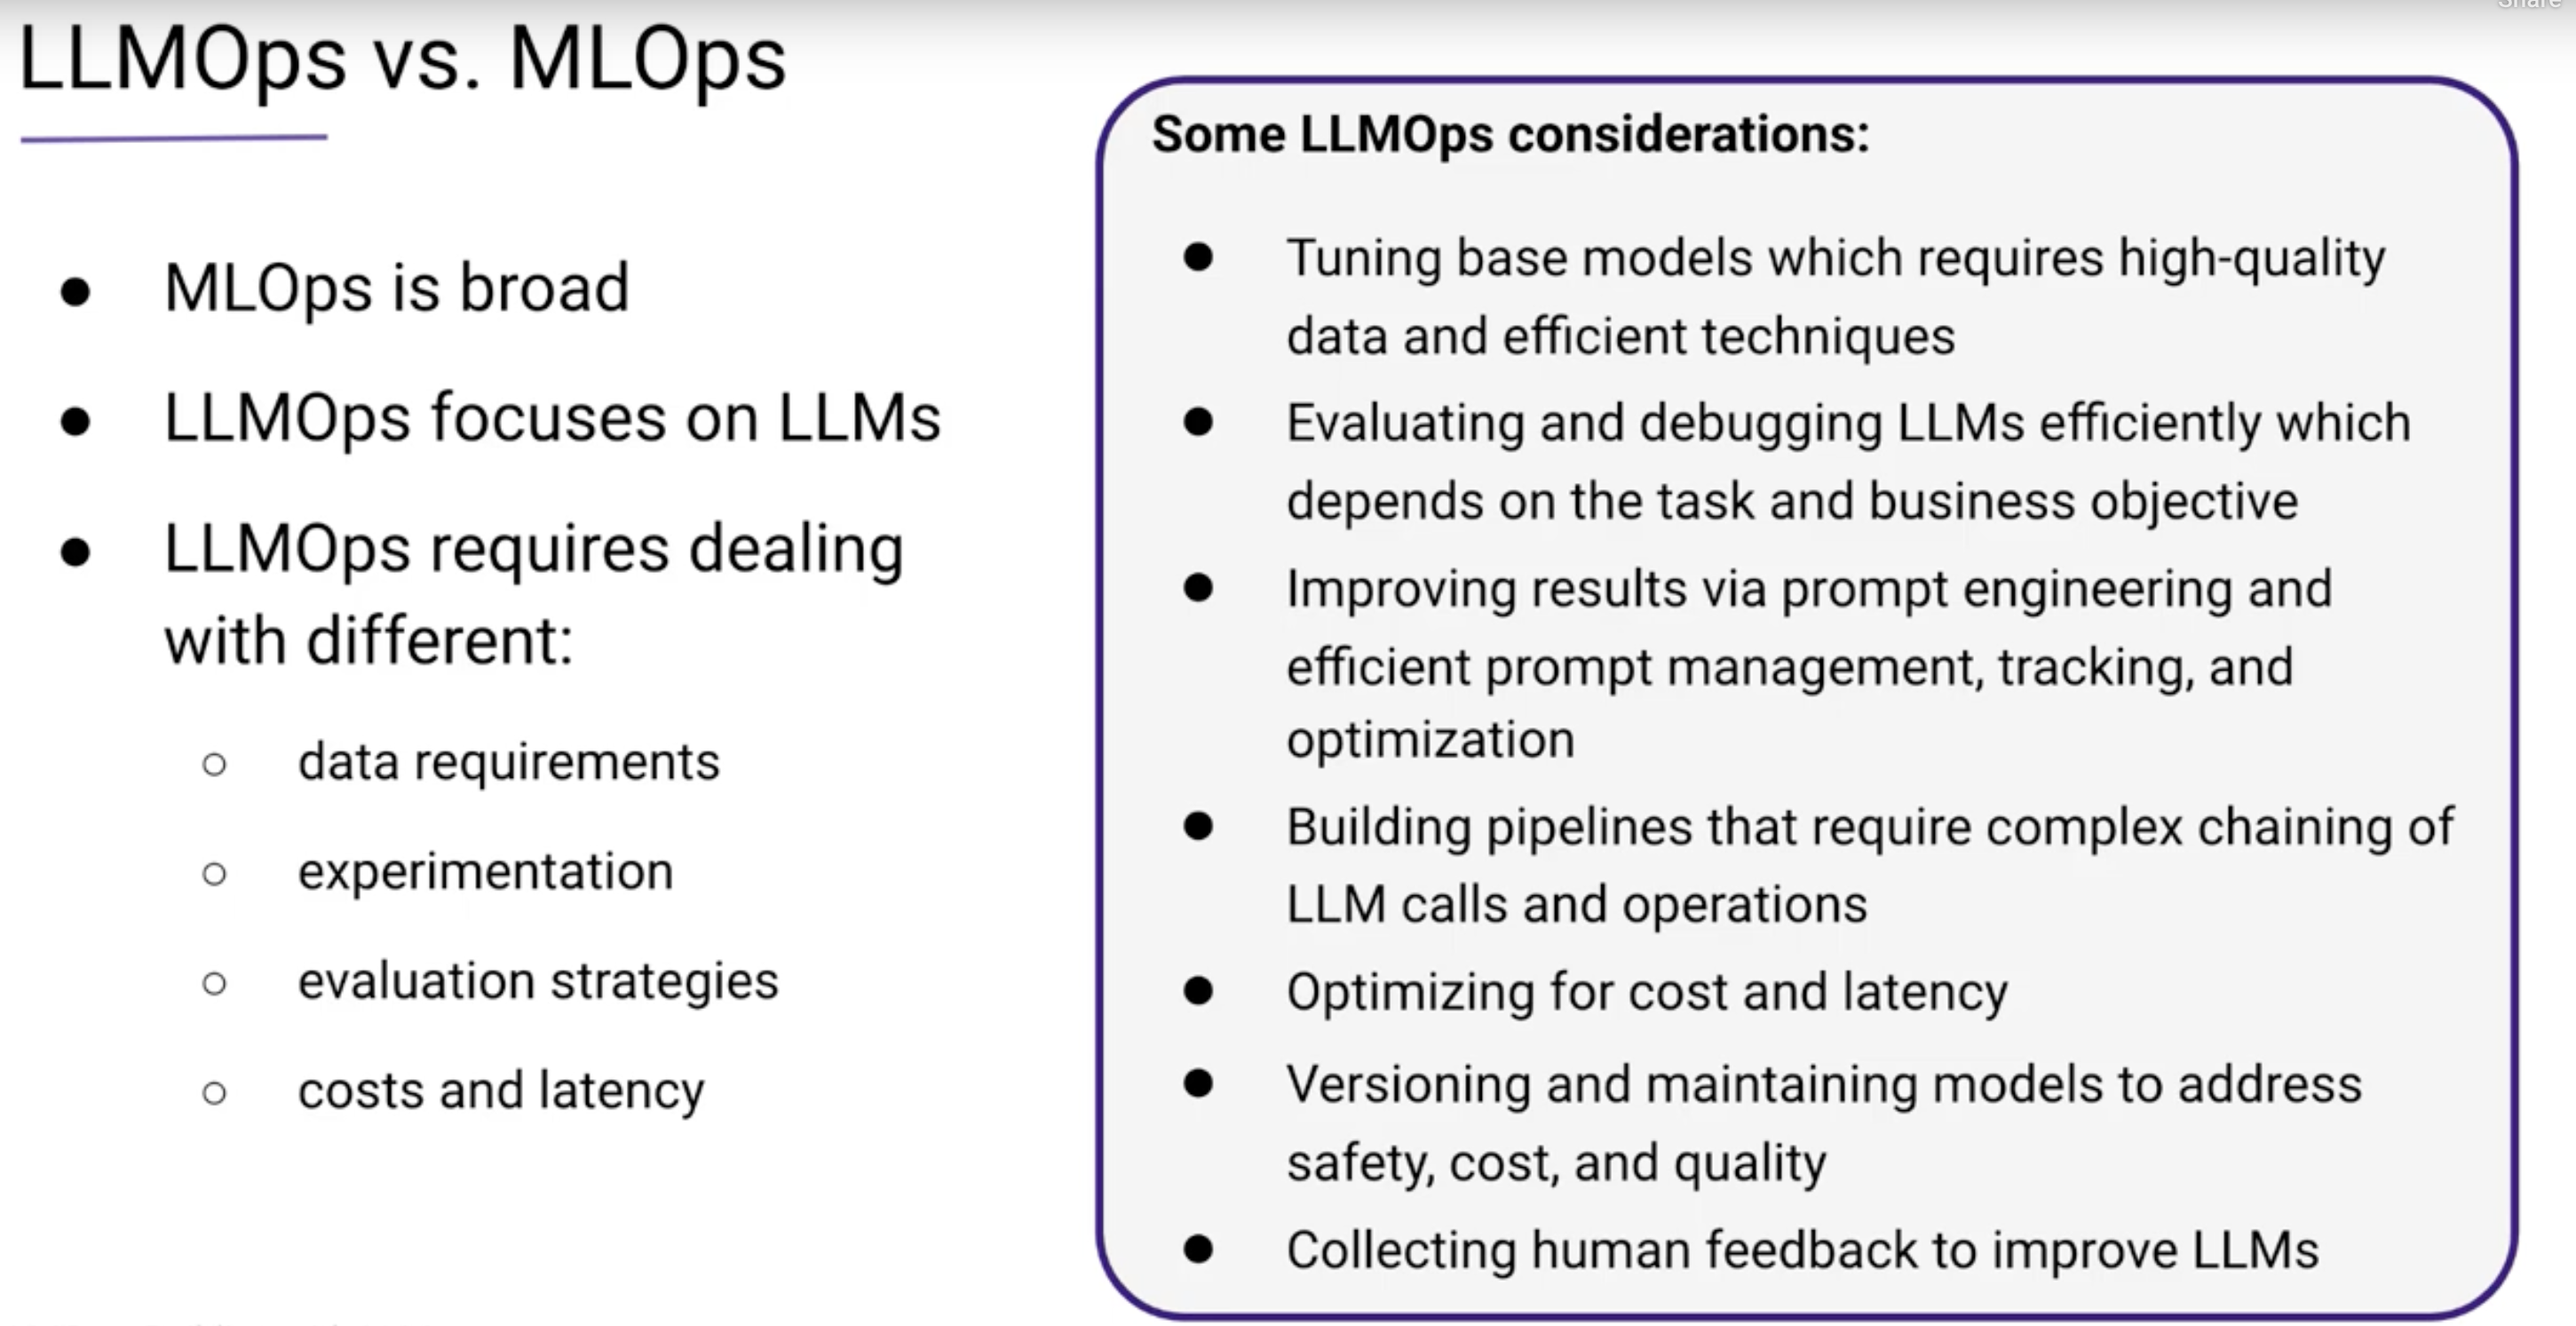 LLMOps vs. MLOps
● MLOps is broad
● LLMOps focuses on LLMs
● LLMOps requires dealing
with different:
○ data requirements
○ experimentation
○ evaluation strategies
○ costs and latency
Some LLMOps considerations:
● Tuning base models which requires high-quality
data and efficient techniques
● Evaluating and debugging LLMs efficiently which
depends on the task and business objective
● Improving results via prompt engineering and
efficient prompt management, tracking, and
optimization
● Building pipelines that require complex chaining of
LLM calls and operations
● Optimizing for cost and latency
● Versioning and maintaining models to address
safety, cost, and quality
● Collecting human feedback to improve LLMs